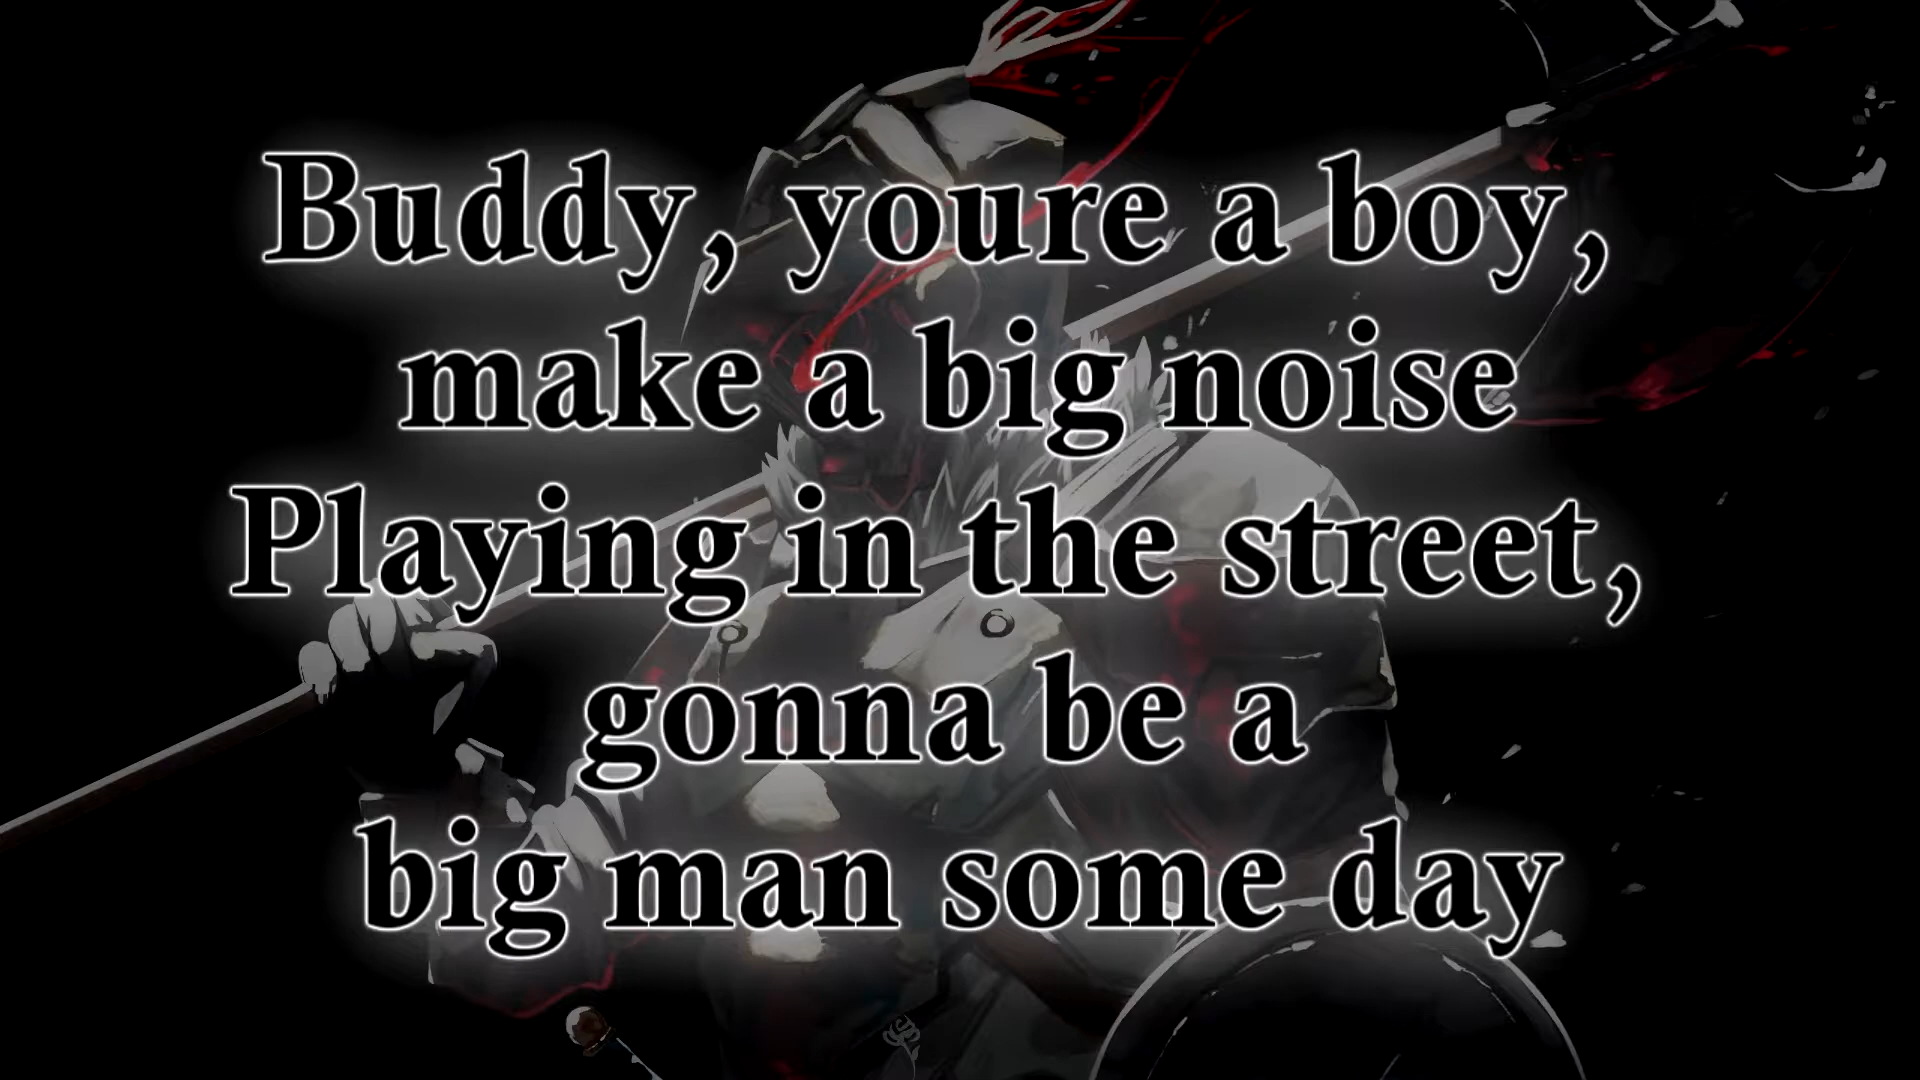 Buddy, youre a boy,
make a big noise
Playing in the street,
gonna be a
big man some day